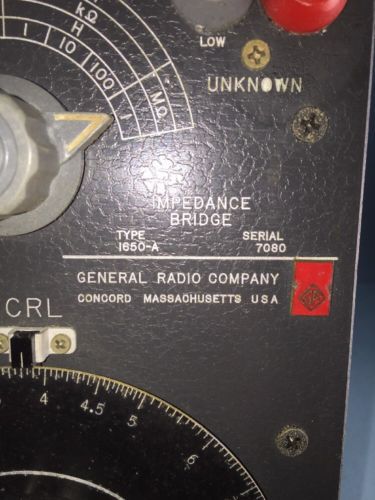 LOW
UNKNOWN
kΩ
H
1 10 100
MΩ
IMPEDANCE
BRIDGE
TYPE SERIAL
1650-A 7080
GENERAL RADIO COMPANY
CONCORD MASSACHUSETTS USA
CRL
4 4.5 5 6